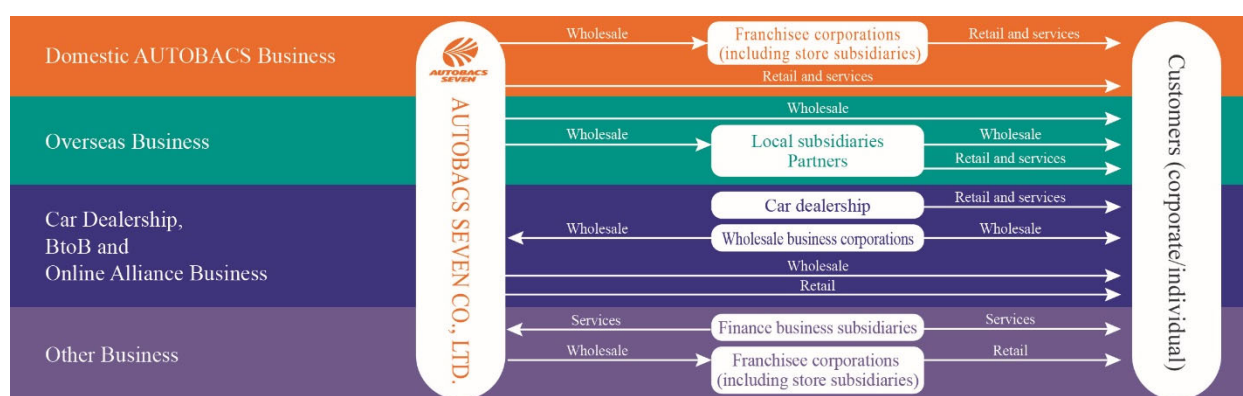 Domestic AUTOBACS Business
AUTOBACS
SEVEN
AUTOBACS SEVEN CO., LTD.
Wholesale
Franchisee corporations
(including store subsidiaries)
Retail and services
Retail and services
Customers (corporate/individual)
Overseas Business
Wholesale
Wholesale
Local subsidiaries
Partners
Wholesale
Retail and services
Car Dealership,
BtoB and
Online Alliance Business
Car dealership
Retail and services
Wholesale
Wholesale business corporations
Wholesale
Wholesale
Retail
Other Business
Services
Finance business subsidiaries
Services
Wholesale
Franchisee corporations
(including store subsidiaries)
Retail